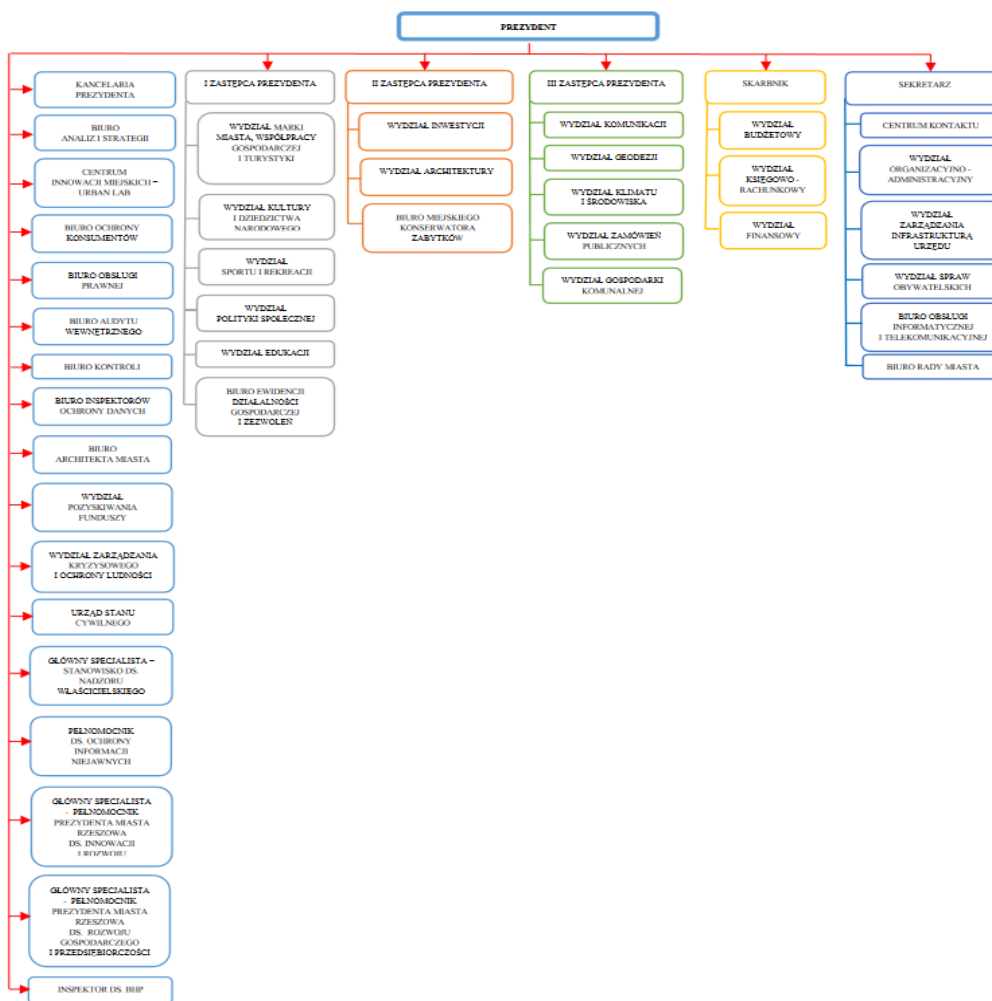 PREZYDENT
KANCELARIA
PREZYDENTA
BIURO
ANALIZ I STRATEGII
CENTRUM
INNOWACJI MIEJSKICH –
URBAN LAB
BIURO OCHRONY
KONSUMENTÓW
BIURO OBSŁUGI
PRAWNEJ
BIURO AUDYTU
WEWNĘTRZNEGO
BIURO KONTROLI
BIURO INSPEKTORÓW
OCHRONY DANYCH
BIURO
ARCHITEKTA MIASTA
WYDZIAŁ
POZYSKIWANIA
FUNDUSZY
WYDZIAŁ ZARZĄDZANIA
KRYZYSOWEGO
I OCHRONY LUDNOŚCI
URZĄD STANU
CYWILNEGO
GŁÓWNY SPECJALISTA –
STANOWISKO DS.
NADZORU
WŁAŚCICIELSKIEGO
PEŁNOMOCNIK
DS. OCHRONY
INFORMACJI
NIEJAWNYCH
GŁÓWNY SPECJALISTA
- PEŁNOMOCNIK
PREZYDENTA MIASTA
RZESZOWA
DS. INNOWACJI
I ROZWOJU
GŁÓWNY SPECJALISTA
- PEŁNOMOCNIK
PREZYDENTA MIASTA
RZESZOWA
DS. ROZWOJU
GOSPODARCZEGO
I PRZEDSIĘBIORCZOŚCI
INSPEKTOR DS. BHP
I ZASTĘPCA PREZYDENTA
WYDZIAŁ MARKI
MIASTA, WSPÓŁPRACY
GOSPODARCZEJ
I TURYSTYKI
WYDZIAŁ KULTURY
I DZIEDZICTWA
NARODOWEGO
WYDZIAŁ
SPORTU I REKREACJI
WYDZIAŁ
POLITYKI SPOŁECZNEJ
WYDZIAŁ EDUKACJI
BIURO EWIDENCJI
DZIAŁALNOŚCI
GOSPODARCZEJ
I ZEZWOLEŃ
II ZASTĘPCA PREZYDENTA
WYDZIAŁ INWESTYCJI
WYDZIAŁ ARCHITEKTURY
BIURO MIEJSKIEGO
KONSERWATORA
ZABYTKÓW
III ZASTĘPCA PREZYDENTA
WYDZIAŁ KOMUNIKACJI
WYDZIAŁ GEODEZJI
WYDZIAŁ KLIMATU
I ŚRODOWISKA
WYDZIAŁ ZAMÓWIEŃ
PUBLICZNYCH
WYDZIAŁ GOSPODARKI
KOMUNALNEJ
SKARBNIK
WYDZIAŁ
BUDŻETOWY
WYDZIAŁ
KSIĘGOWO -
RACHUNKOWY
WYDZIAŁ
FINANSOWY
SEKRETARZ
CENTRUM KONTAKTU
WYDZIAŁ
ORGANIZACYJNO -
ADMINISTRACYJNY
WYDZIAŁ
ZARZĄDZANIA
INFRASTRUKTURĄ
URZĘDU
WYDZIAŁ SPRAW
OBYWATELSKICH
BIURO OBSŁUGI
INFORMATYCZNEJ
I TELEKOMUNIKACYJNEJ
BIURO RADY MIASTA